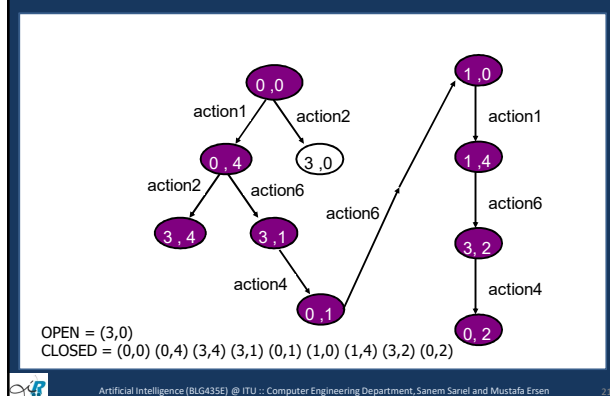 0 ,0
action1
action2
0 , 4
3 ,0
action2
action6
3 , 4
3 ,1
action4
0 ,1
action6
1 ,0
action1
1 ,4
action6
3, 2
action4
0, 2
OPEN = (3,0)
CLOSED = (0,0) (0,4) (3,4) (3,1) (0,1) (1,0) (1,4) (3,2) (0,2)
Artificial Intelligence (BLG435E) @ ITU :: Computer Engineering Department, Sanem Sariel and Mustafa Ersen